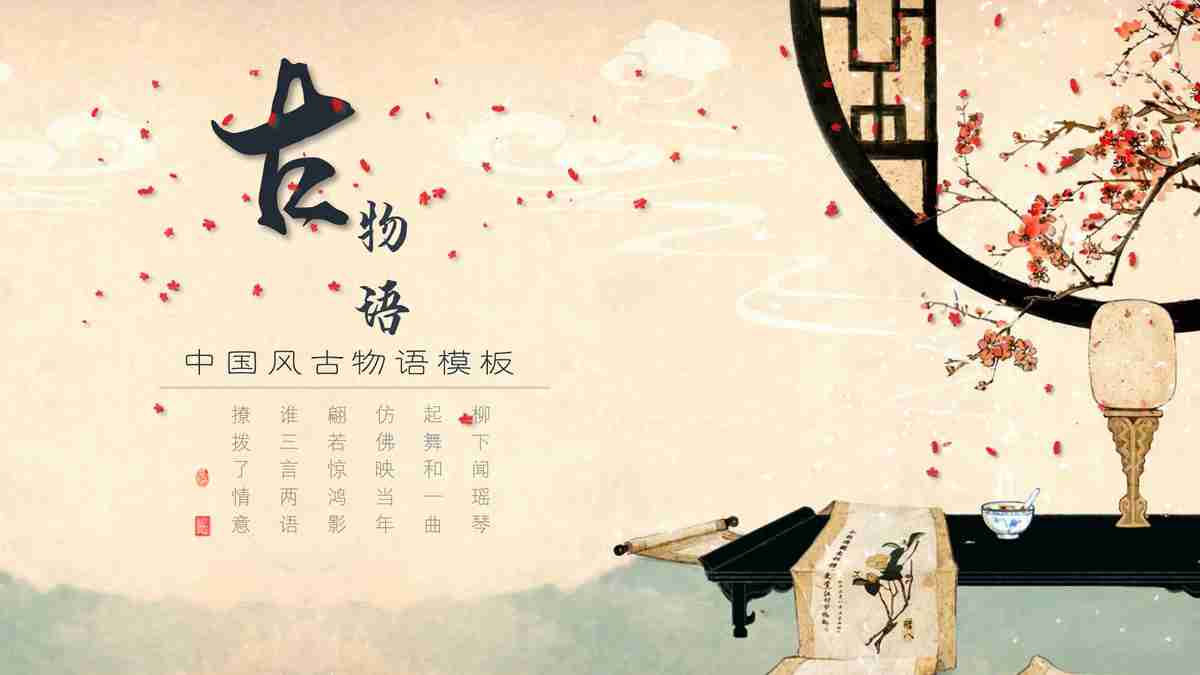 古物语
中国风古物语模板
柳下闻瑶琴
起舞和一曲
仿佛映当年
翩若惊鸿影
谁三言两语
撩拨了情意